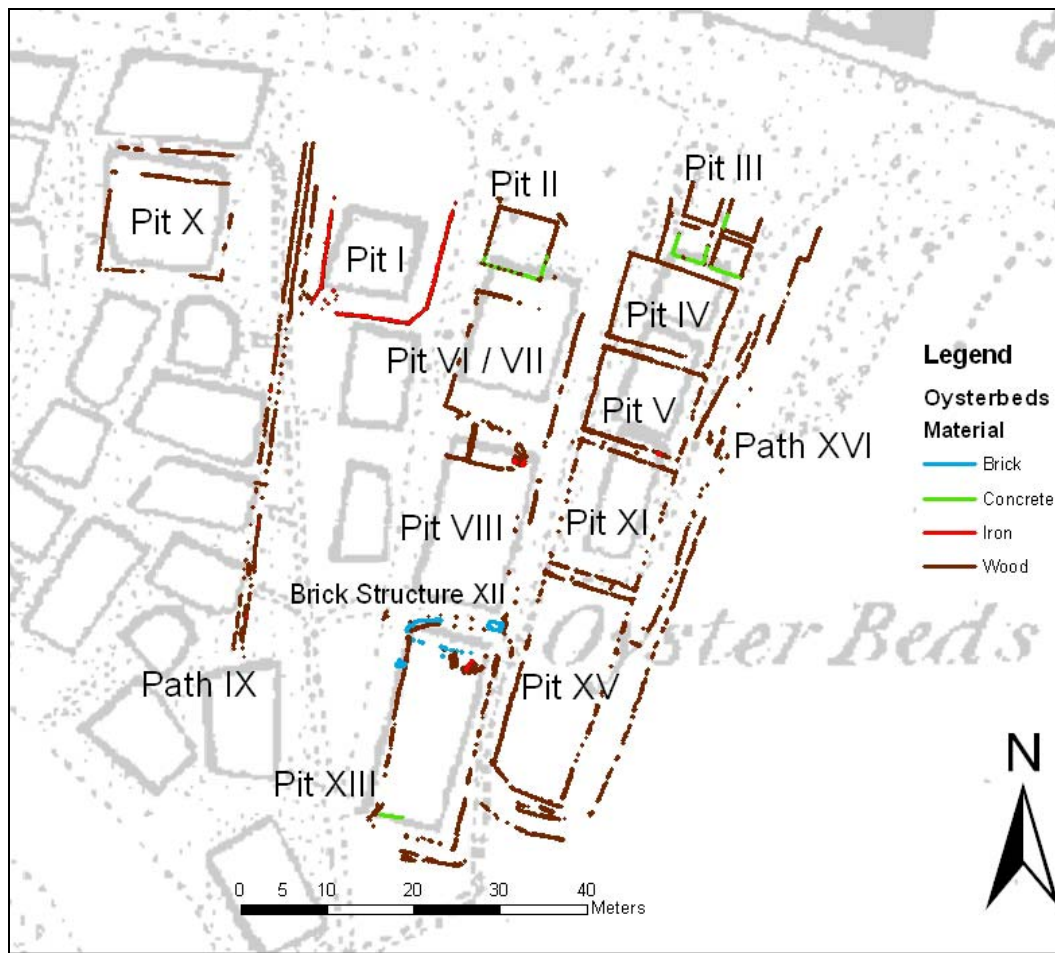 Pit III
Pit II
Pit X
Pit I
Pit IV
Pit VI / VII
Pit V
Path XVI
Pit VIII
Pit XI
Brick Structure XII
Oyster Beds
Path IX
Pit XV
Pit XIII
Legend
Oysterbeds
Material
Brick
Concrete
Iron
Wood
N
0 5 10 20 30 40
Meters